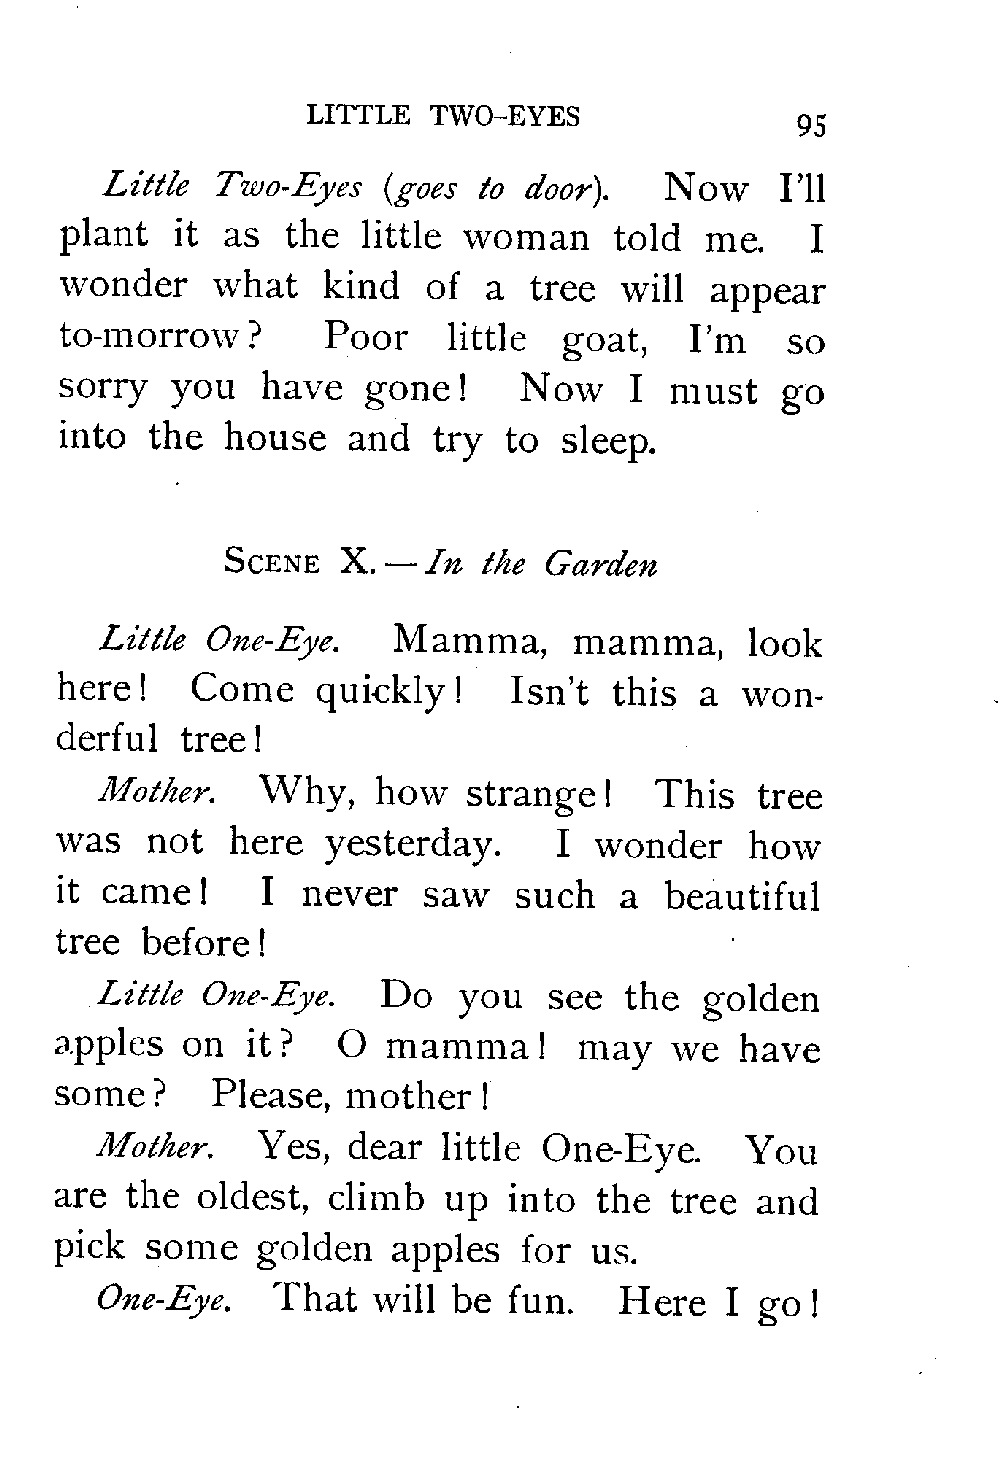 LITTLE TWO-EYES 95
Little Two-Eyes (goes to door). Now I'll
plant it as the little woman told me. I
wonder what kind of a tree will appear
to-morrow? Poor little goat, I'm so
sorry you have gone! Now I must go
into the house and try to sleep.
SCENE X. — In the Garden
Little One-Eye. Mamma, mamma, look
here! Come quickly! Isn't this a won-
derful tree!
Mother. Why, how strange! This tree
was not here yesterday. I wonder how
it came! I never saw such a beautiful
tree before!
Little One-Eye. Do you see the golden
apples on it? O mamma! may we have
some? Please, mother!
Mother. Yes, dear little One-Eye. You
are the oldest, climb up into the tree and
pick some golden apples for us.
One-Eye. That will be fun. Here I go!